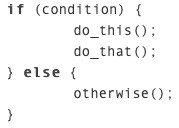 if (condition) {
        do_this();
        do_that();
} else {
        otherwise();
}